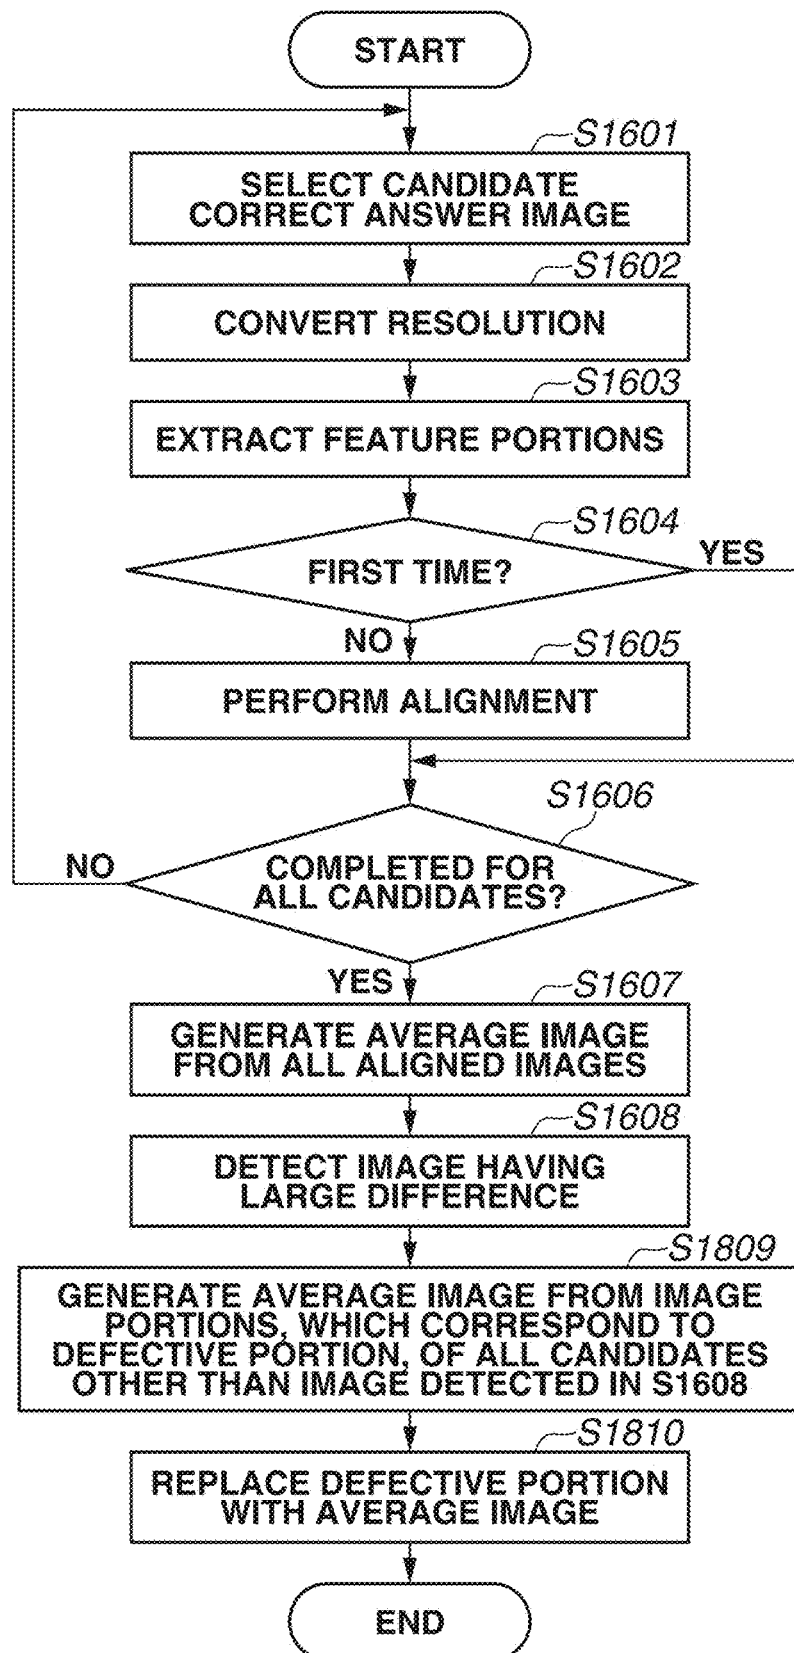 START
S1601
SELECT CANDIDATE
CORRECT ANSWER IMAGE
S1602
CONVERT RESOLUTION
S1603
EXTRACT FEATURE PORTIONS
S1604
FIRST TIME?
YES
NO
S1605
PERFORM ALIGNMENT
S1606
COMPLETED FOR
ALL CANDIDATES?
NO
YES
S1607
GENERATE AVERAGE IMAGE
FROM ALL ALIGNED IMAGES
S1608
DETECT IMAGE HAVING
LARGE DIFFERENCE
S1809
GENERATE AVERAGE IMAGE FROM IMAGE
PORTIONS, WHICH CORRESPOND TO
DEFECTIVE PORTION, OF ALL CANDIDATES
OTHER THAN IMAGE DETECTED IN S1608
S1810
REPLACE DEFECTIVE PORTION
WITH AVERAGE IMAGE
END